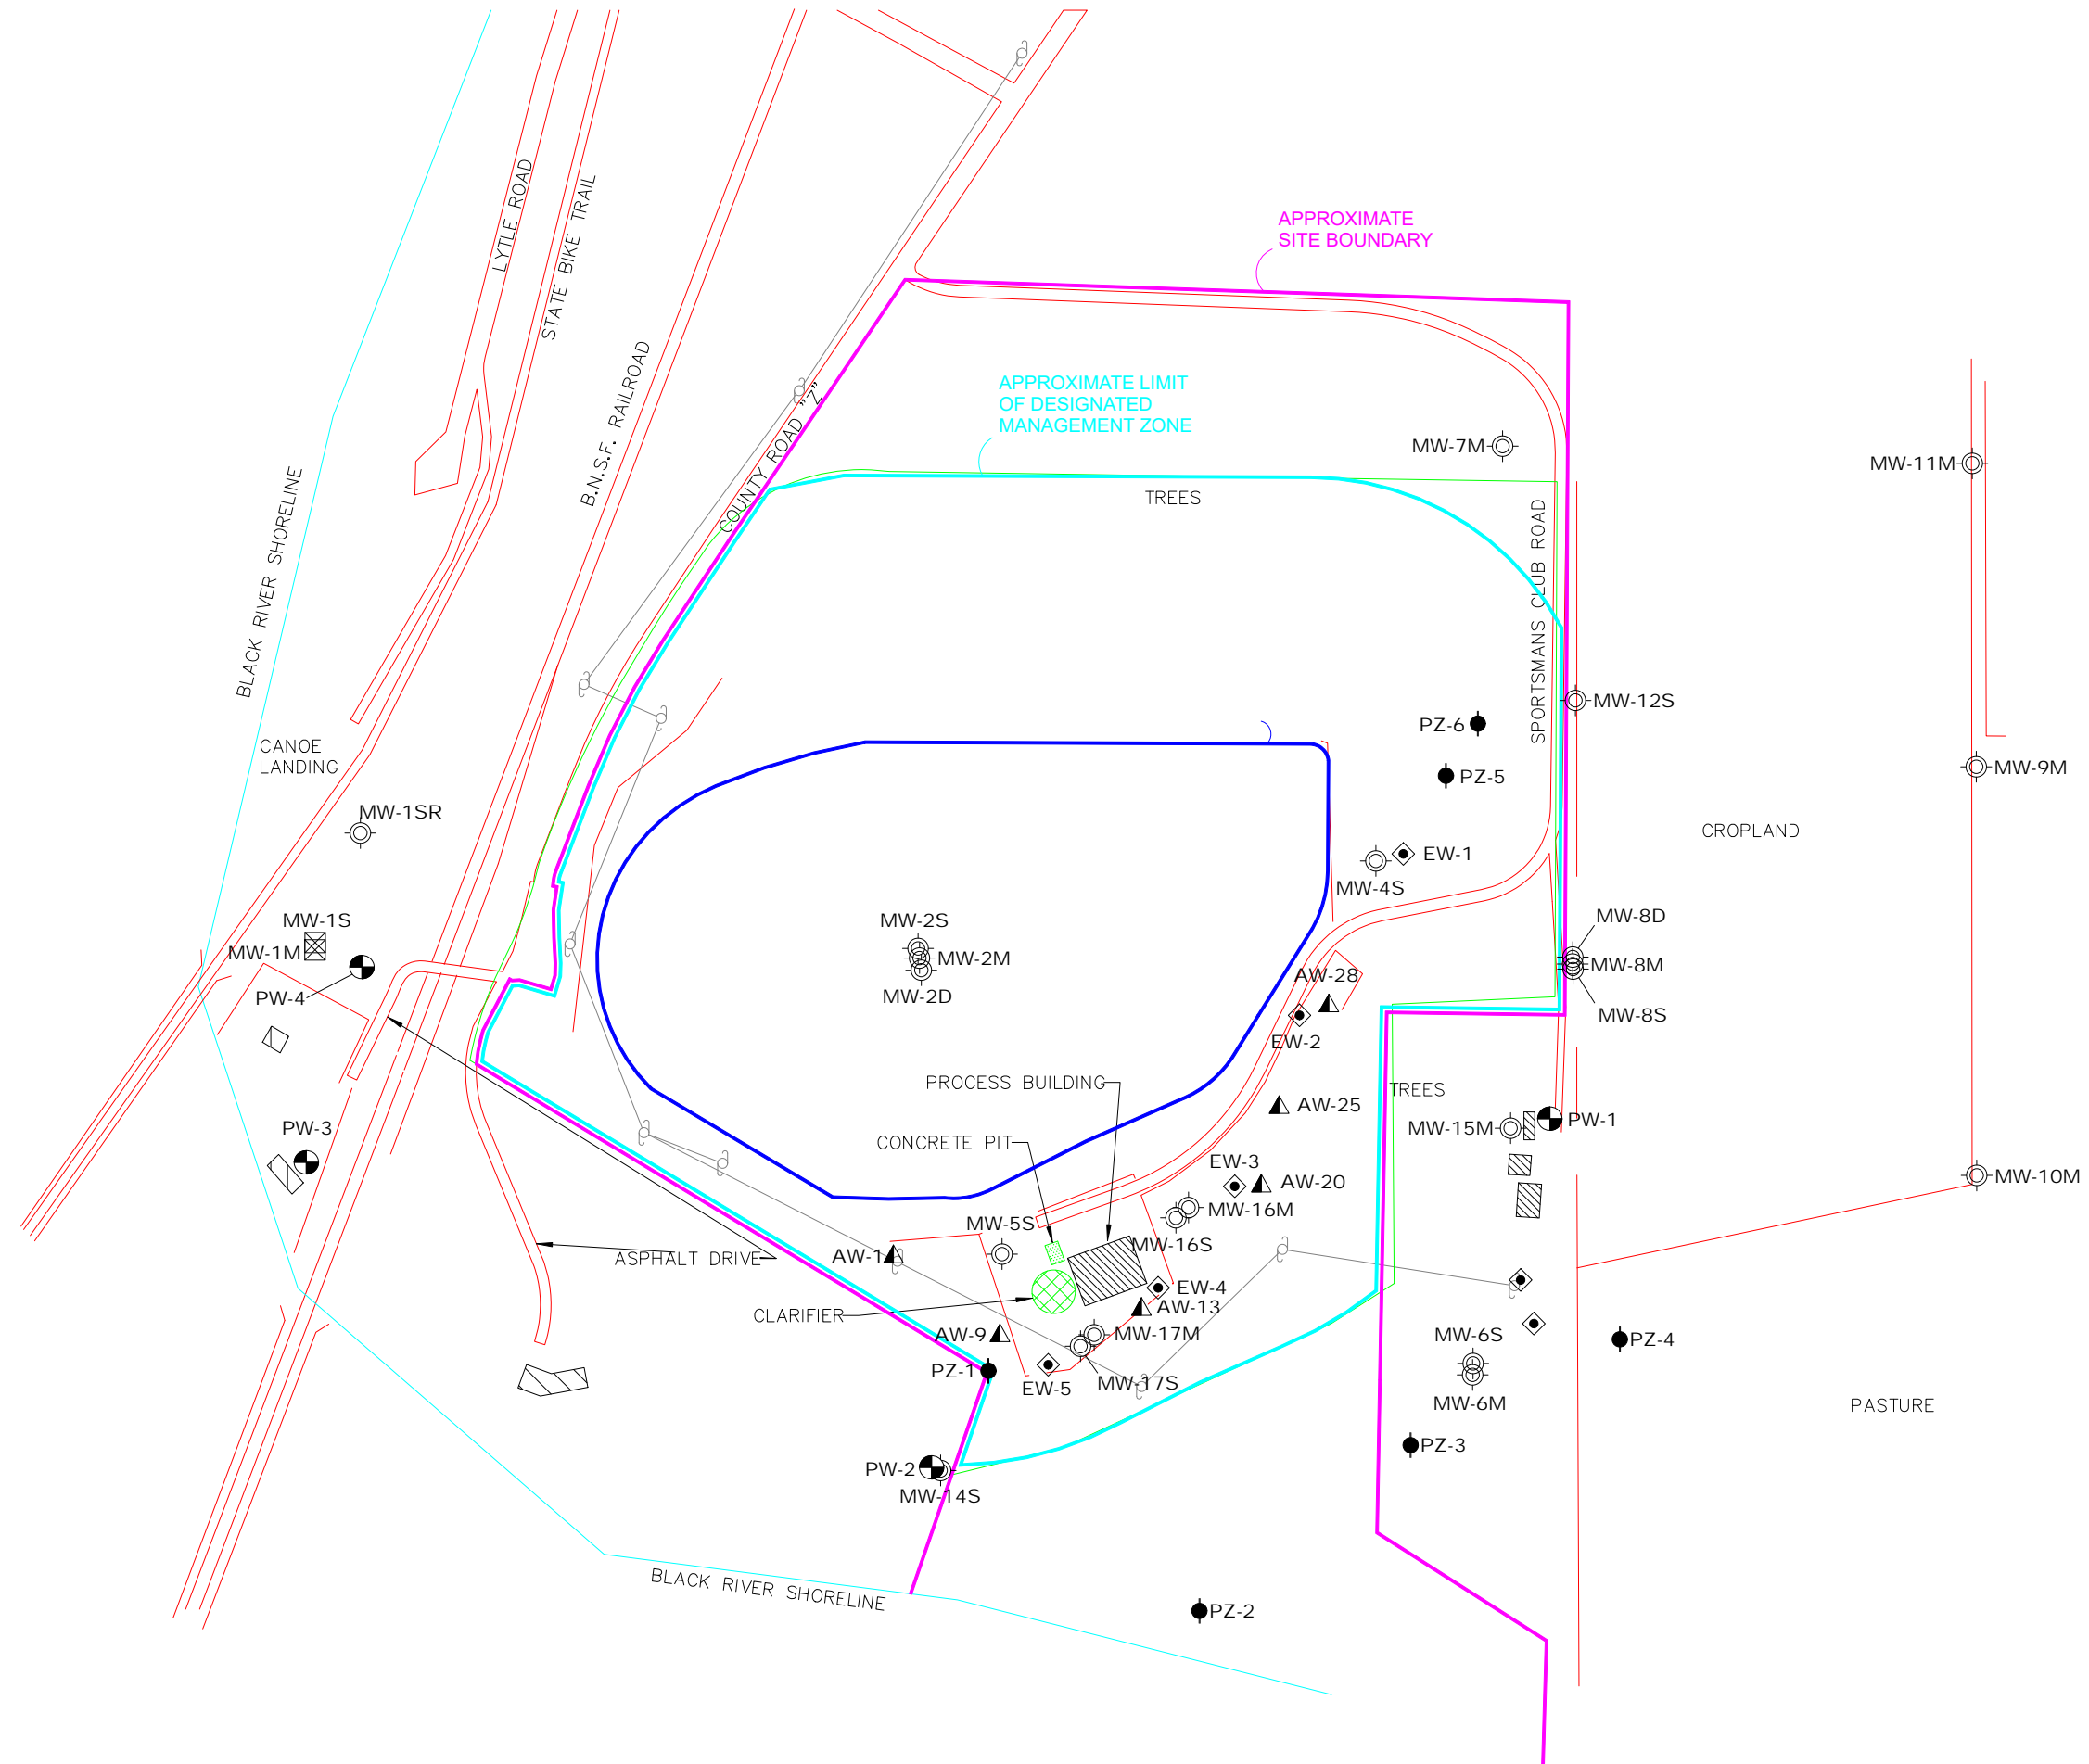 APPROXIMATE
SITE BOUNDARY
LYTLE ROAD
STATE BIKE TRAIL
B.N.S.F. RAILROAD
COUNTY ROAD "Z"
APPROXIMATE LIMIT
OF DESIGNATED
MANAGEMENT ZONE
TREES
MW-7M
MW-11M
BLACK RIVER SHORELINE
SPORTSMANS CLUB ROAD
MW-12S
PZ-6
PZ-5
MW-9M
CANOE
LANDING
MW-1SR
CROPLAND
EW-1
MW-4S
MW-1S
MW-1M
PW-4
MW-2S
MW-2M
MW-2D
MW-8D
MW-8M
MW-8S
AW-28
EW-2
PROCESS BUILDING
TREES
AW-25
CONCRETE PIT
PW-3
MW-15M
PW-1
EW-3
AW-20
MW-10M
MW-16M
MW-5S
MW-16S
AW-1
ASPHALT DRIVE
EW-4
AW-13
CLARIFIER
AW-9
MW-17M
MW-6S
PZ-4
PZ-1
EW-5
MW-17S
MW-6M
PASTURE
PZ-3
PW-2
MW-14S
BLACK RIVER SHORELINE
PZ-2